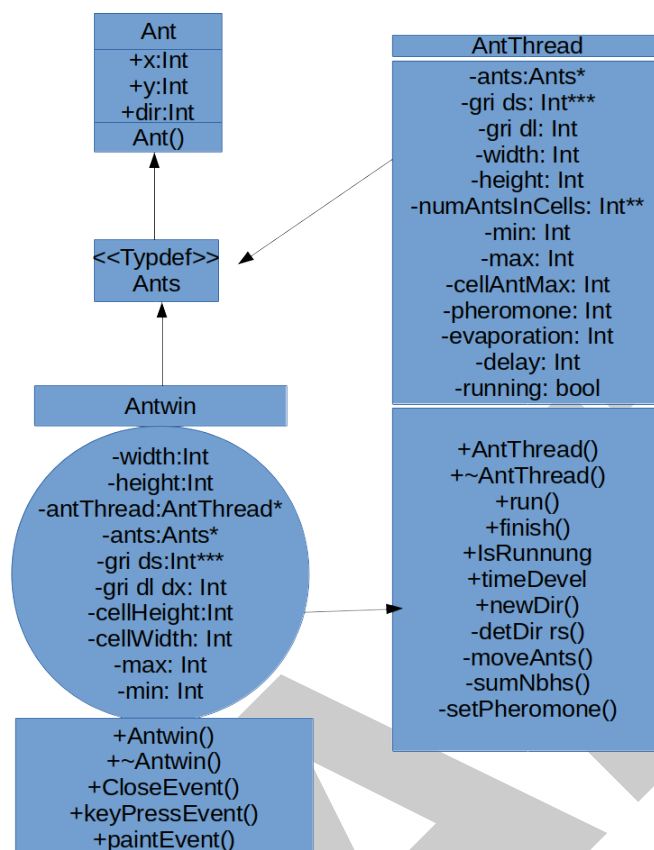 Ant
+x:Int
+y:Int
+dir:Int
Ant()
<<Typdef>>
Ants
Antwin
-width:Int
-height:Int
-antThread:AntThread*
-ants:Ants*
-gri ds:Int***
-gri dl dx: Int
-cellHeight:Int
-cellWidth: Int
-max: Int
-min: Int
+Antwin()
+~Antwin()
+CloseEvent()
+keyPressEvent()
+paintEvent()
AntThread
-ants:Ants*
-gri ds: Int***
-gri dl: Int
-width: Int
-height: Int
-numAntsInCells: Int**
-min: Int
-max: Int
-cellAntMax: Int
-pheromone: Int
-evaporation: Int
-delay: Int
-running: bool
+AntThread()
+~AntThread()
+run()
+finish()
+IsRunnung
+timeDevel
+newDir()
-detDir rs()
-moveAnts()
-sumNbhs()
-setPheromone()